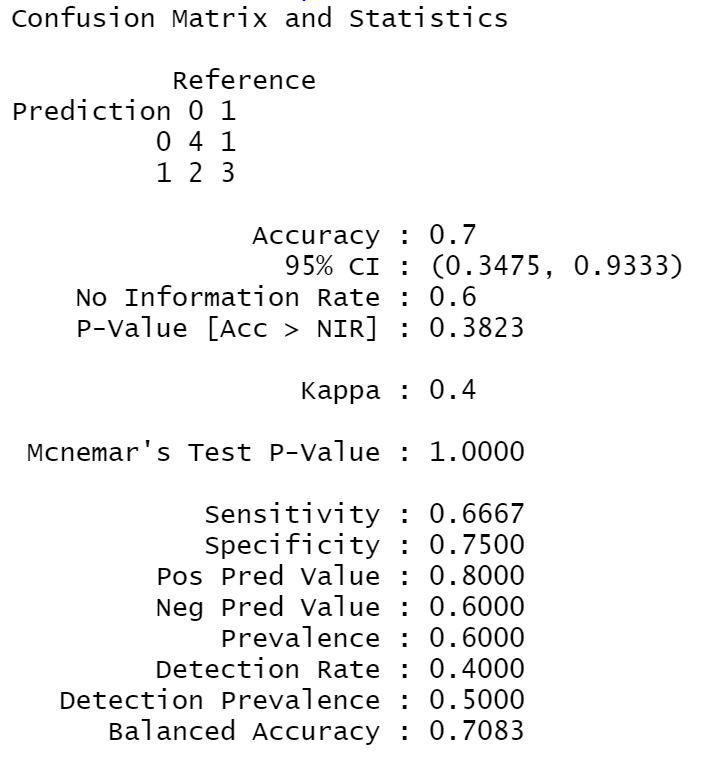 Confusion Matrix and Statistics
Reference
Prediction 0 1
0 4 1
1 2 3
Accuracy : 0.7
95% CI : (0.3475, 0.9333)
No Information Rate : 0.6
P-Value [Acc > NIR] : 0.3823
Kappa : 0.4
Mcnemar's Test P-Value : 1.0000
Sensitivity : 0.6667
Specificity : 0.7500
Pos Pred Value : 0.8000
Neg Pred Value : 0.6000
Prevalence : 0.6000
Detection Rate : 0.4000
Detection Prevalence : 0.5000
Balanced Accuracy : 0.7083